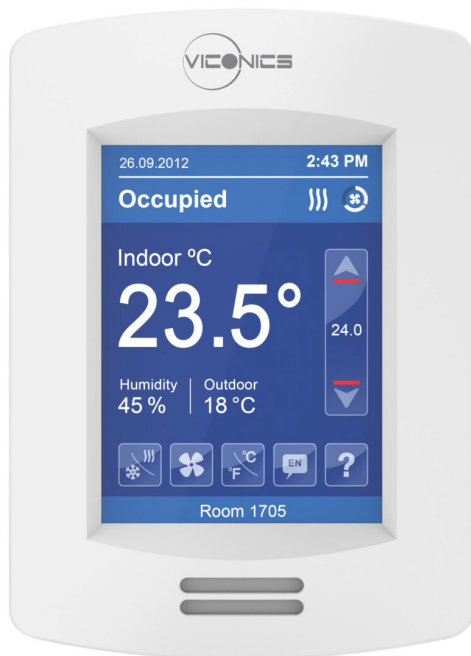 VICONICS
26.09.2012 2:43 PM
Occupied
Indoor ºC
23.5°
24.0
Humidity Outdoor
45 % 18 °C
°F °C EN ?
Room 1705